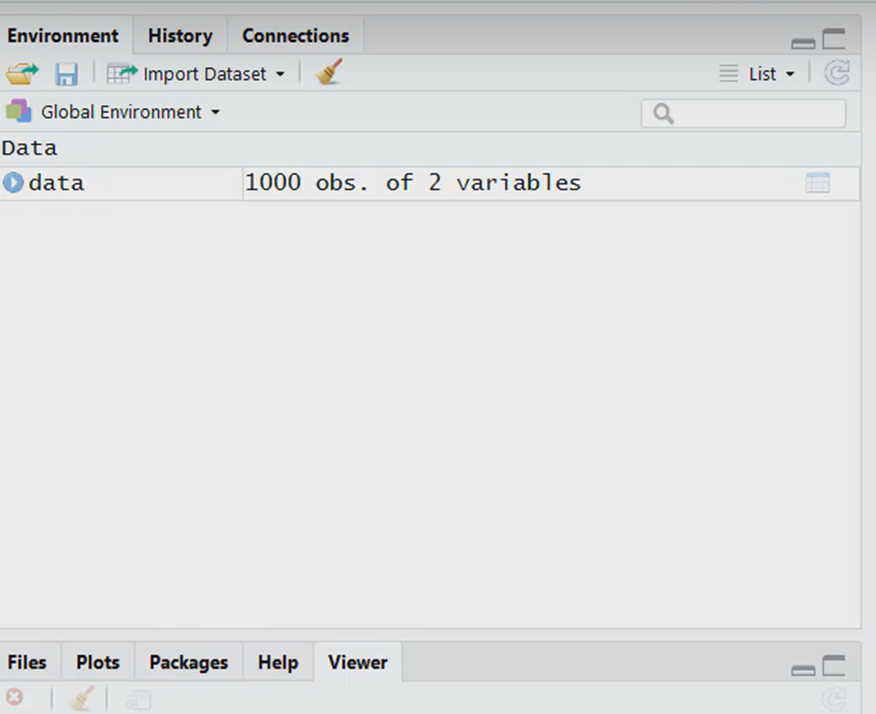 Environment History Connections
Import Dataset List
Global Environment
Data
data 1000 obs. of 2 variables
Files Plots Packages Help Viewer